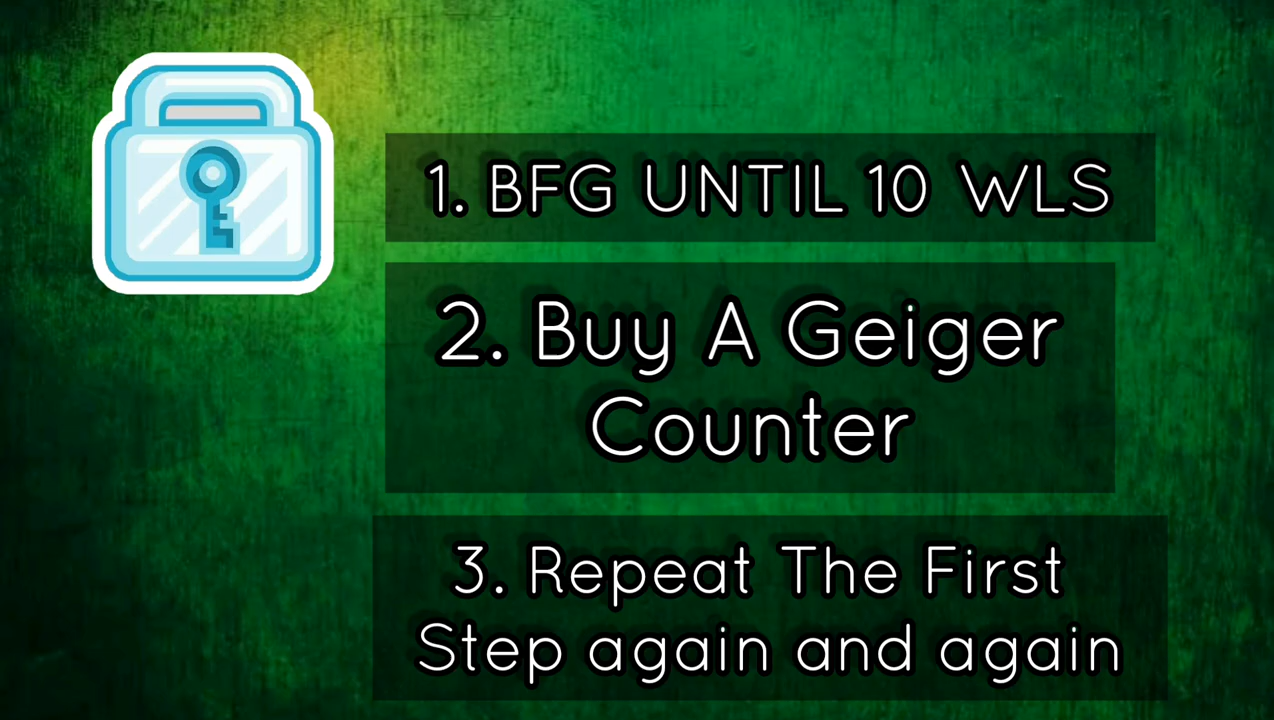 1. BFG UNTIL 10 WLS
2. Buy A Geiger
Counter
3. Repeat The First
Step again and again